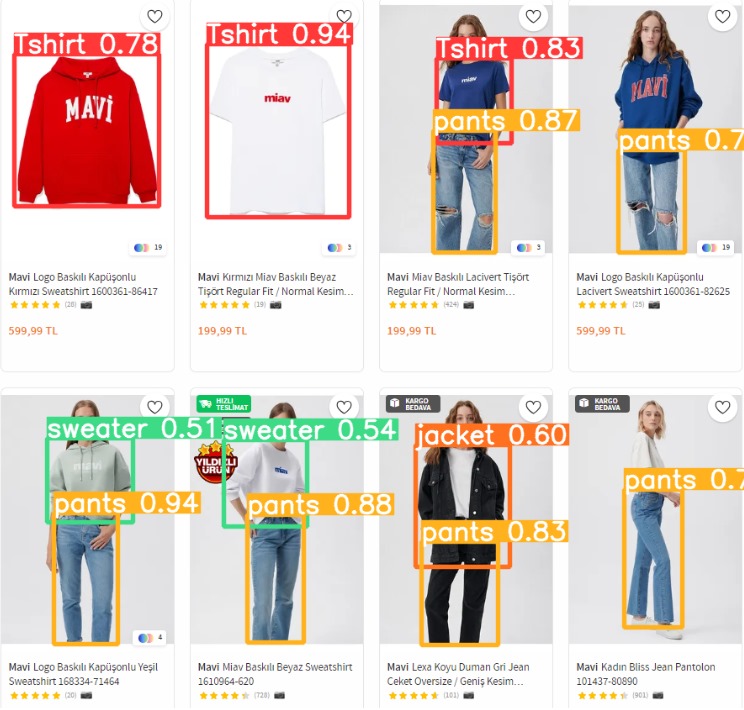 Tshirt 0.78
MAVİ
19
Mavi Logo Baskılı Kapüşonlu
Kırmızı Sweatshirt 1600361-86417
(26)
599,99 TL
Tshirt 0.94
miav
3
Mavi Kırmızı Miav Baskılı Beyaz
Tişört Regular Fit / Normal Kesim...
(19)
199,99 TL
Tshirt 0.83
miav
pants 0.87
3
Mavi Miav Baskılı Lacivert Tişört
Regular Fit / Normal Kesim...
(424)
199,99 TL
MAVİ
pants 0.7
19
Mavi Logo Baskılı Kapüşonlu
Lacivert Sweatshirt 1600361-82625
(25)
599,99 TL
sweater 0.51
mavi
pants 0.94
4
Mavi Logo Baskılı Kapüşonlu Yeşil
Sweatshirt 168334-71464
(20)
HIZLI
TESLİMAT
sweater 0.54
YILDIZLI
ÜRÜN
miav
pants 0.88
Mavi Miav Baskılı Beyaz Sweatshirt
1610964-620
(728)
KARGO
BEDAVA
jacket 0.60
pants 0.83
Mavi Lexa Koyu Duman Gri Jean
Ceket Oversize / Geniş Kesim...
(101)
KARGO
BEDAVA
pants 0.7
Mavi Kadın Bliss Jean Pantolon
101437-80890
(901)